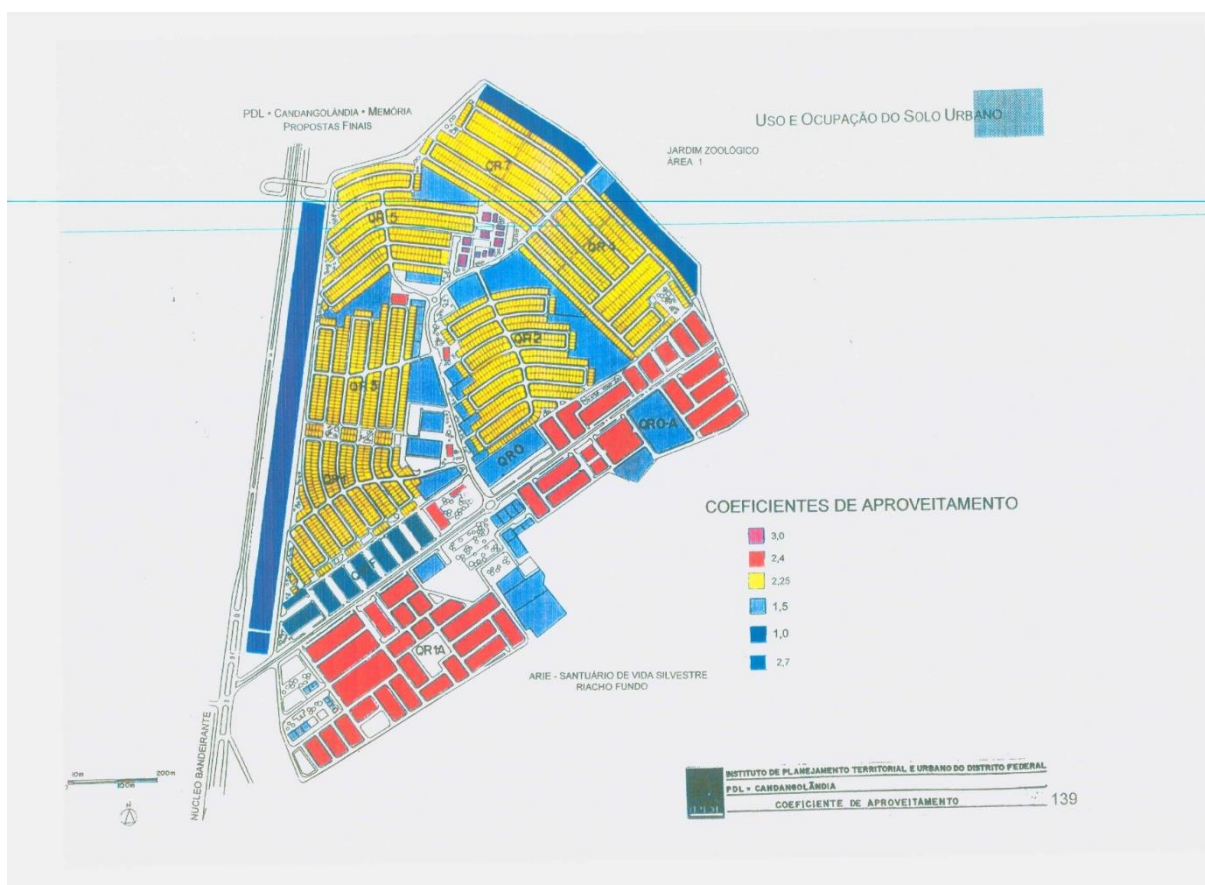 PDL • CANDANGOLÂNDIA • MEMÓRIA
PROPOSTAS FINAIS
USO E OCUPAÇÃO DO SOLO URBANO
JARDIM ZOOLÓGICO
ÁREA 1
QR 7
QR 5
QR 4
QR 2
QR 3
QRO-A
QRO
QR1A
COEFICIENTES DE APROVEITAMENTO
3,0
2,4
2,25
1,5
1,0
2,7
ARIE - SANTUÁRIO DE VIDA SILVESTRE
RIACHO FUNDO
NÚCLEO BANDEIRANTE
200m
100m
INSTITUTO DE PLANEJAMENTO TERRITORIAL E URBANO DO DISTRITO FEDERAL
PDL - CANDANGOLÂNDIA
COEFICIENTE DE APROVEITAMENTO
139